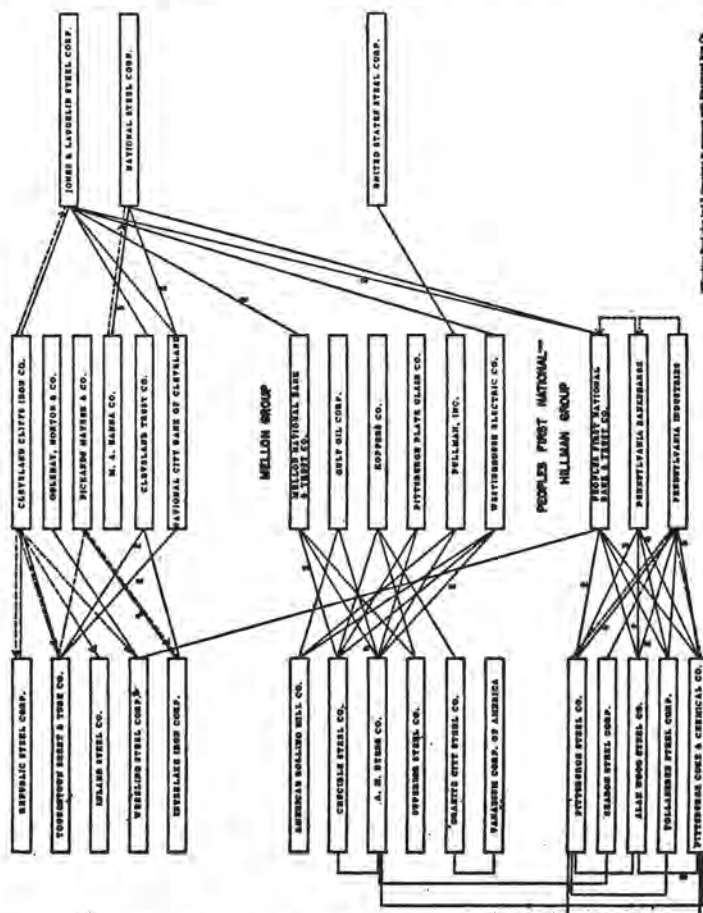 JONES & LAUGHLIN STEEL CORP.
NATIONAL STEEL CORP.
UNITED STATES STEEL CORP.
CLEVELAND CLIFFS IRON CO.
OGLEBAY, NORTON & CO.
PICKANDS MATHER & CO.
M. A. HANNA CO.
CLEVELAND TRUST CO.
NATIONAL CITY BANK OF CLEVELAND
MELLON GROUP
MELLON NATIONAL BANK
& TRUST CO.
GULF OIL CORP.
KOPPERS CO.
PITTSBURGH PLATE GLASS CO.
PULLMAN, INC.
WESTINGHOUSE ELECTRIC CO.
PEOPLES FIRST NATIONAL—
HILLMAN GROUP
PEOPLES FIRST NATIONAL
BANK & TRUST CO.
PENNSYLVANIA BANKSHARES
PENNSYLVANIA INDUSTRIES
REPUBLIC STEEL CORP.
YOUNGSTOWN SHEET & TUBE CO.
INLAND STEEL CO.
WHEELING STEEL CORP.
INTERLAKE IRON CORP.
AMERICAN ROLLING MILL CO.
CRUCIBLE STEEL CO.
A. M. BYERS CO.
SUPERIOR STEEL CO.
GRANITE CITY STEEL CO.
VANADIUM CORP. OF AMERICA
PITTSBURGH STEEL CO.
SHARON STEEL CORP.
ALAN WOOD STEEL CO.
FOLLANSBEE STEEL CORP.
PITTSBURGH COKE & CHEMICAL CO.